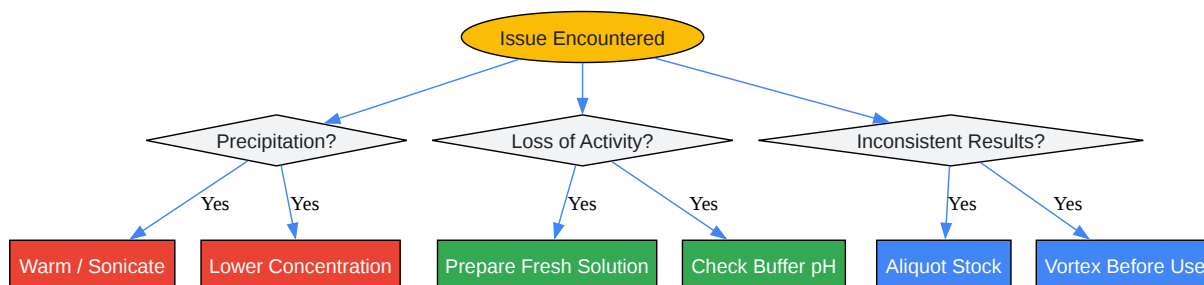 Issue Encountered
Precipitation?
Loss of Activity?
Inconsistent Results?
Yes
Yes
Yes
Yes
Yes
Yes
Warm / Sonicate
Lower Concentration
Prepare Fresh Solution
Check Buffer pH
Aliquot Stock
Vortex Before Use